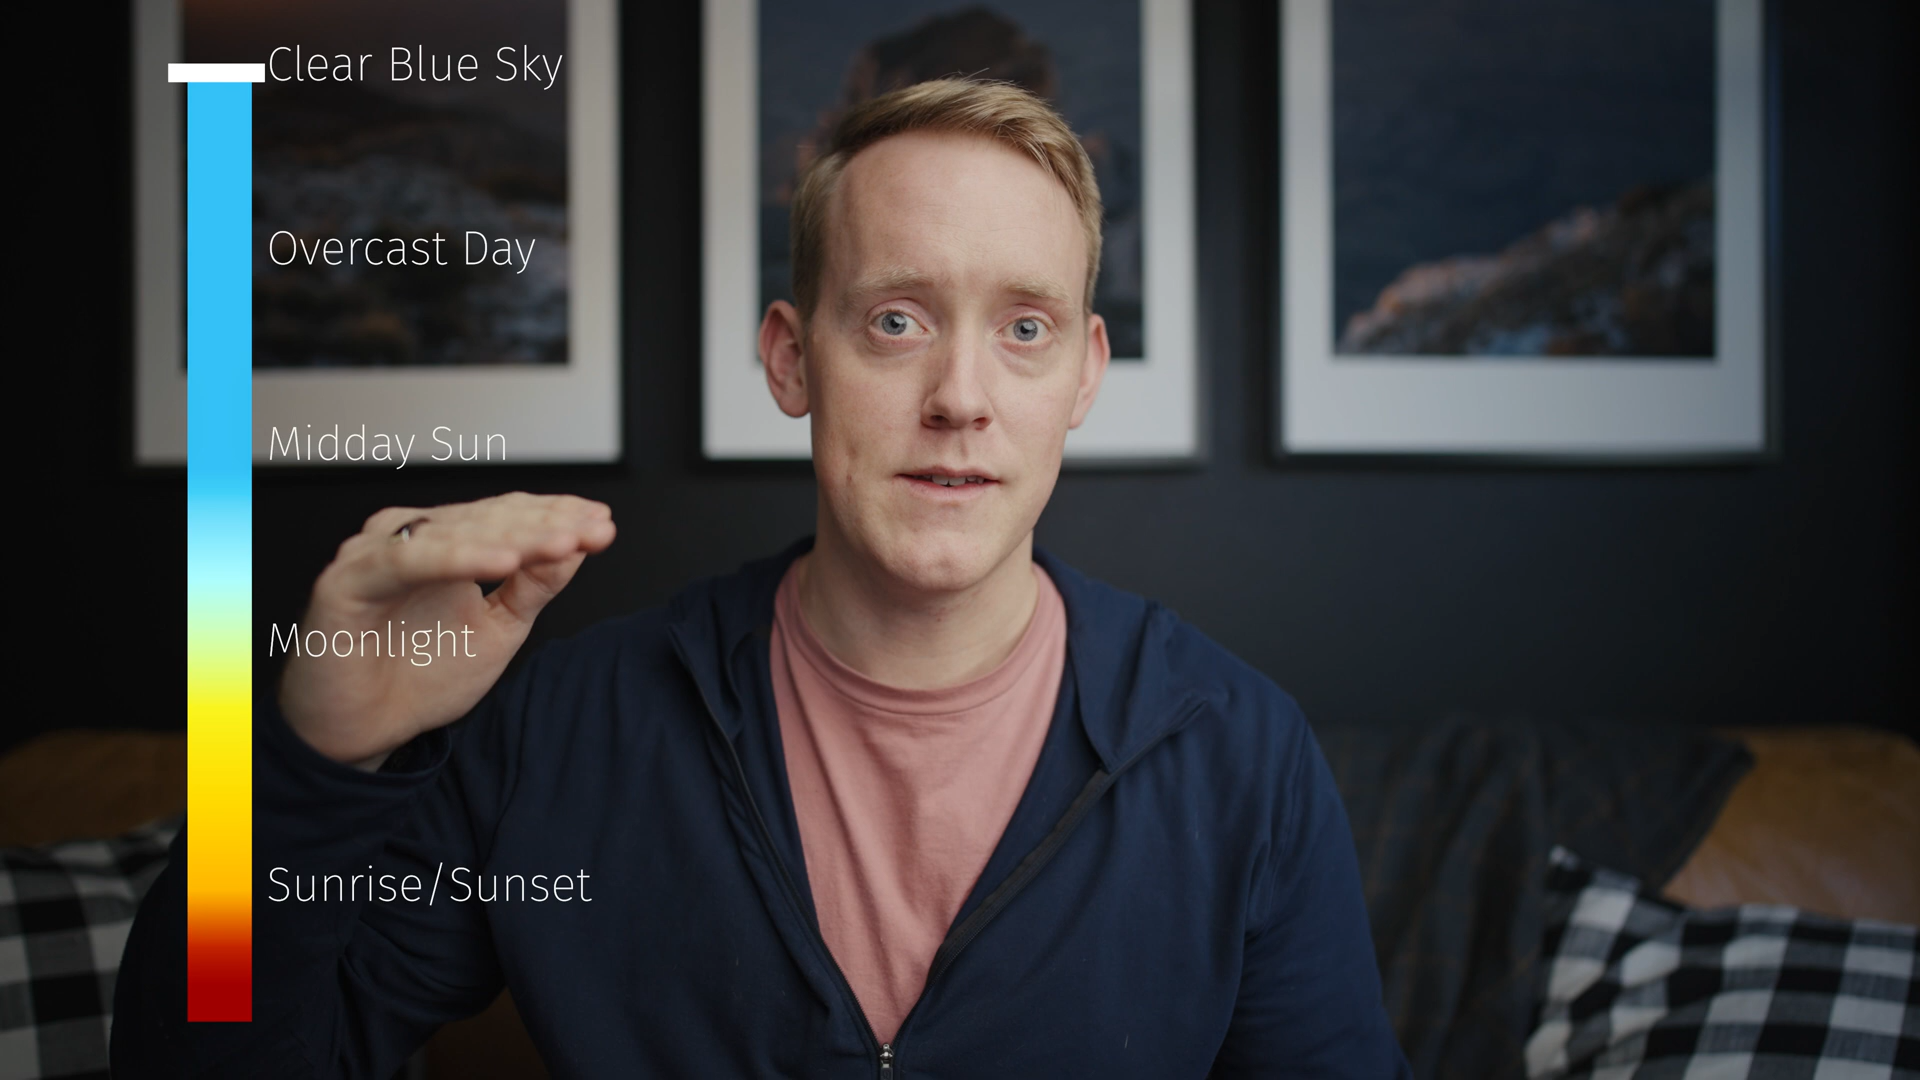 Clear Blue Sky
Overcast Day
Midday Sun
Moonlight
Sunrise/Sunset